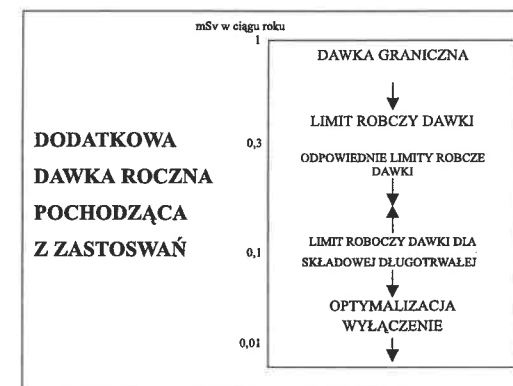 mSv w ciągu roku
1
DAWKA GRANICZNA
LIMIT ROBCZY DAWKI
DODATKOWA
DAWKA ROCZNA
POCHODZĄCA
Z ZASTOSWAŃ
0,3
ODPOWIEDNIE LIMITY ROBCZE
DAWKI
0,1
LIMIT ROBOCZY DAWKI DLA
SKŁADOWEJ DŁUGOTRWAŁEJ
OPTYMALIZACJA
WYŁĄCZENIE
0,01